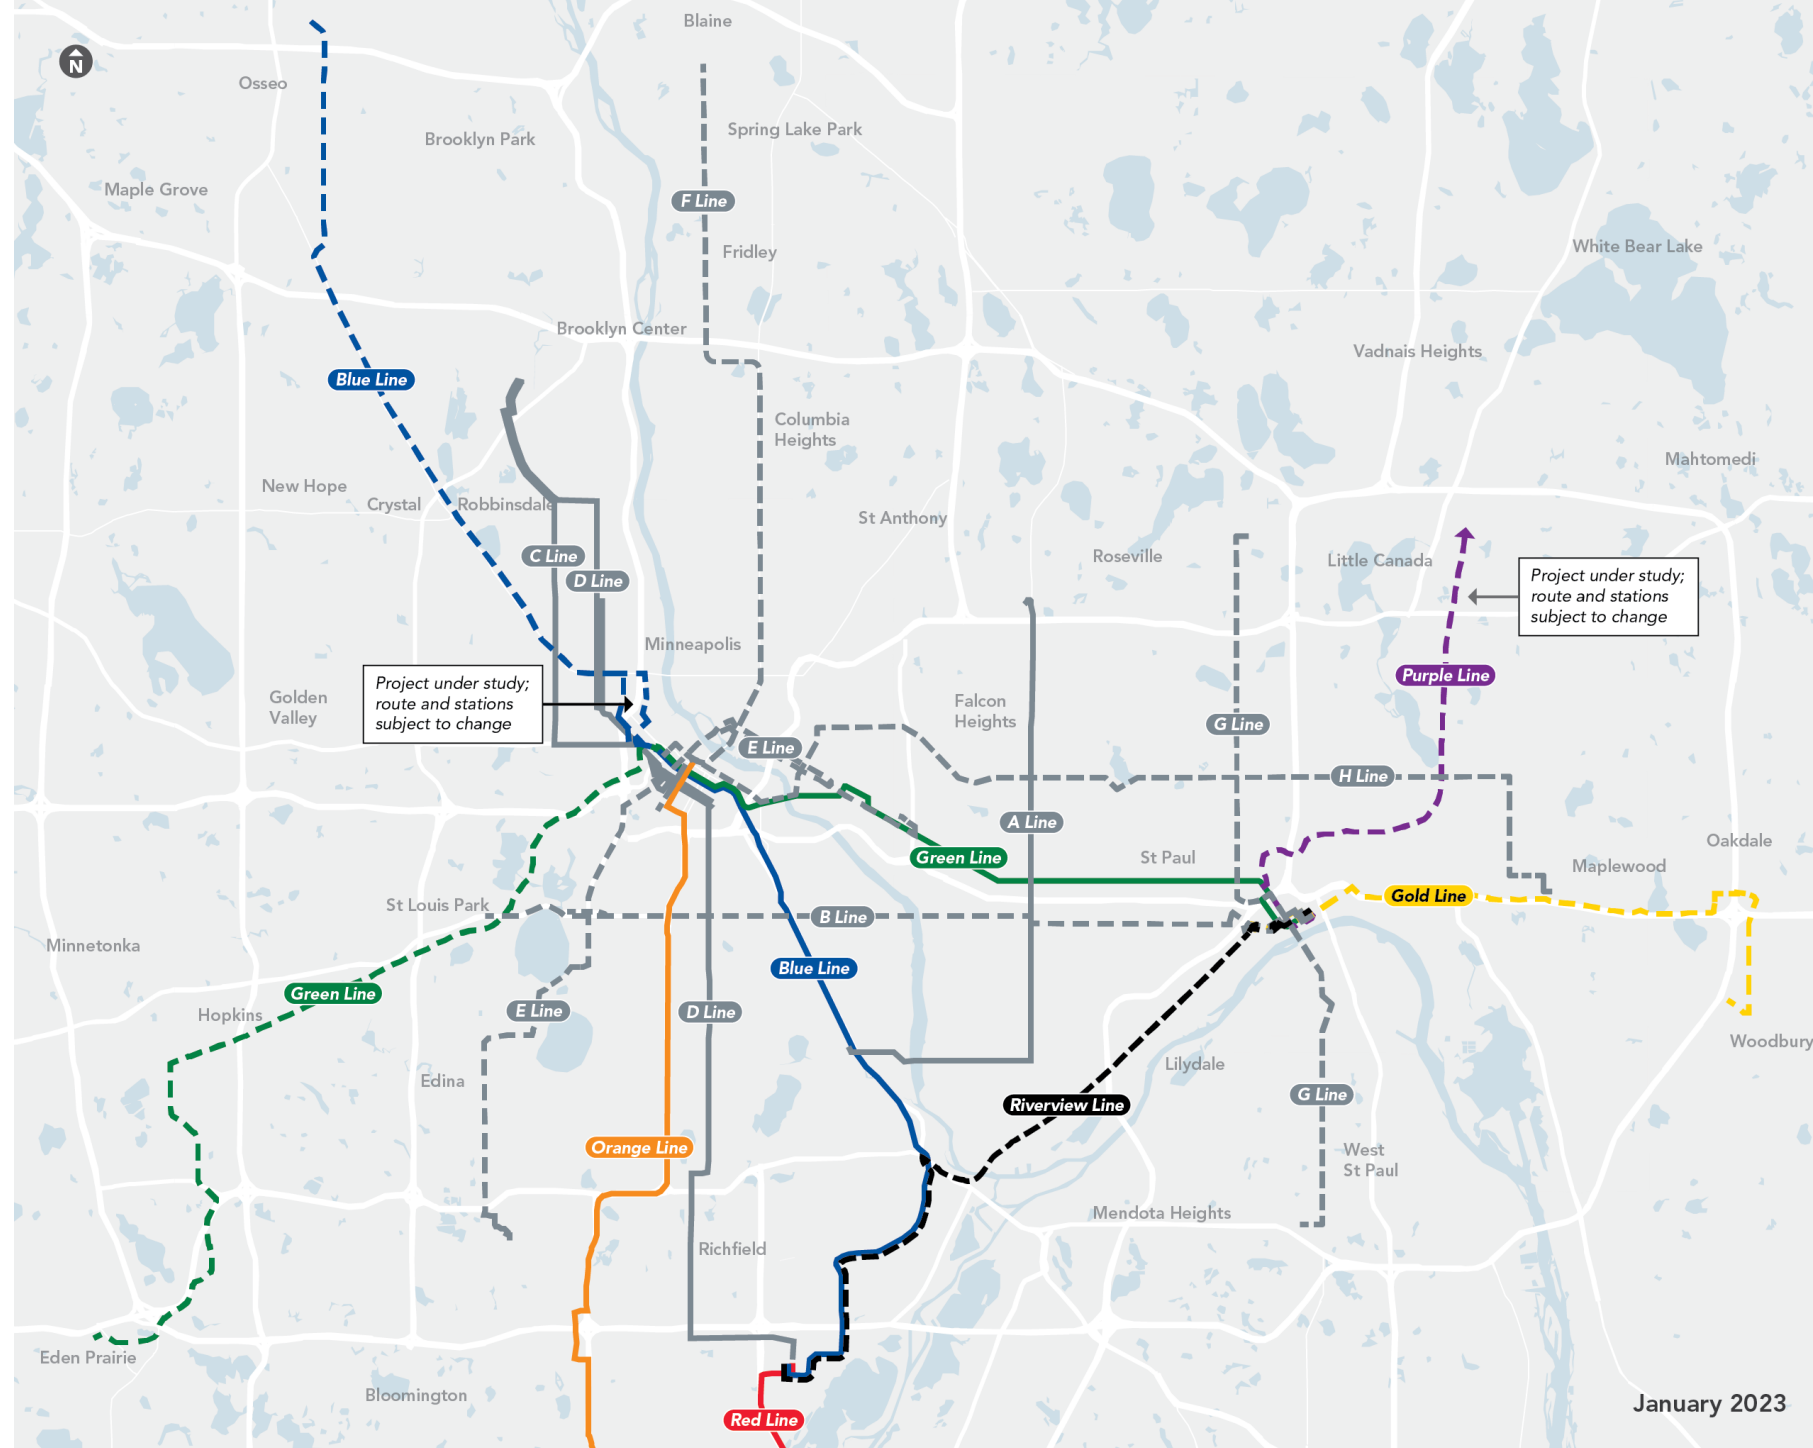 Blaine
N
Osseo
Spring Lake Park
Brooklyn Park
Maple Grove
F Line
White Bear Lake
Fridley
Brooklyn Center
Vadnais Heights
Blue Line
Columbia
Heights
Mahtomedi
New Hope
Crystal
Robbinsdale
St Anthony
C Line
Roseville
Little Canada
D Line
Project under study;
route and stations
subject to change
Minneapolis
Purple Line
Project under study;
route and stations
subject to change
Golden
Valley
Falcon
Heights
G Line
E Line
H Line
A Line
Oakdale
Green Line
St Paul
Maplewood
Gold Line
St Louis Park
B Line
Minnetonka
Blue Line
Green Line
Hopkins
E Line
D Line
Woodbury
Lilydale
Edina
G Line
Riverview Line
Orange Line
West
St Paul
Mendota Heights
Richfield
Eden Prairie
Bloomington
January 2023
Red Line